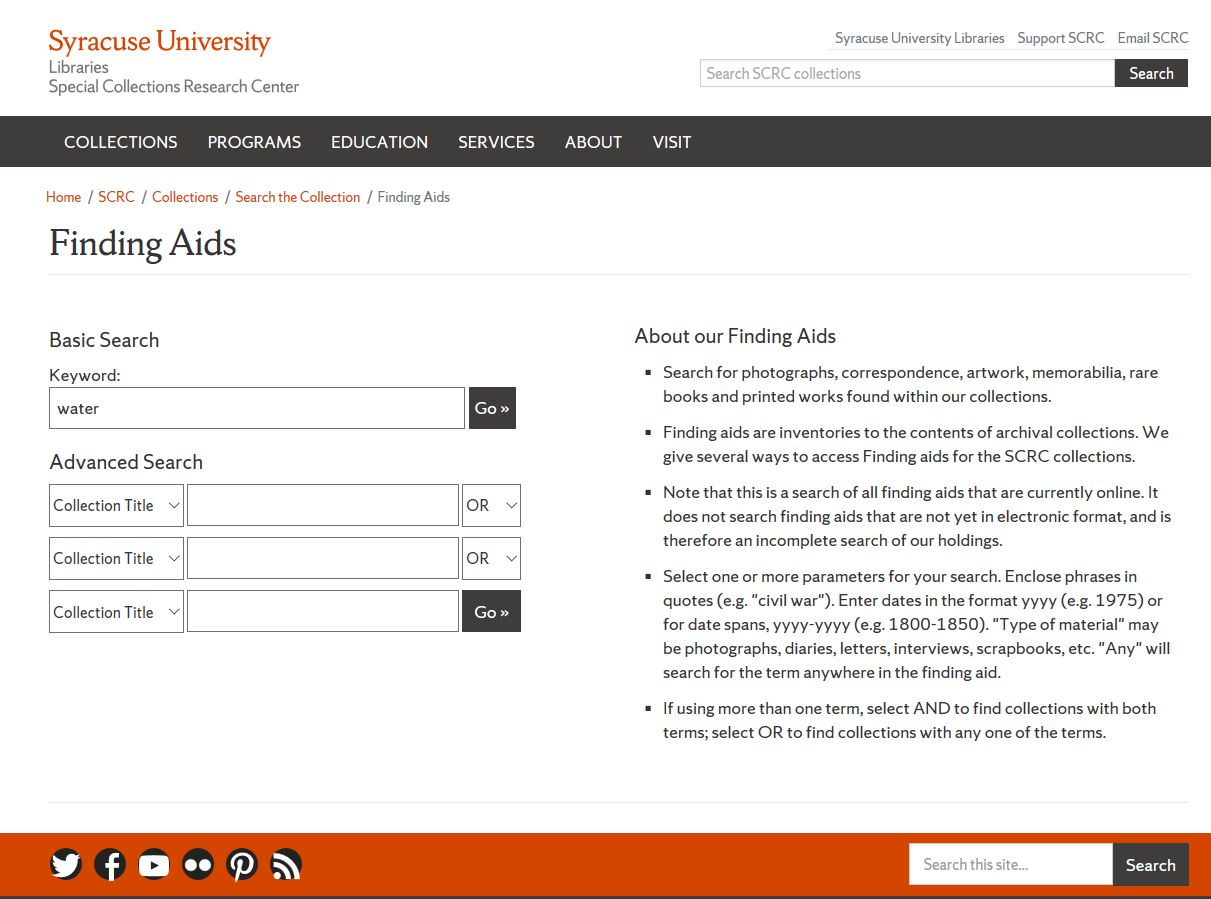 Syracuse University
Libraries
Special Collections Research Center
Syracuse University Libraries Support SCRC Email SCRC
Search SCRC collections Search
COLLECTIONS PROGRAMS EDUCATION SERVICES ABOUT VISIT
Home / SCRC / Collections / Search the Collection / Finding Aids
Finding Aids
Basic Search
Keyword:
water Go »
Advanced Search
Collection Title OR
Collection Title OR
Collection Title Go »
About our Finding Aids
▪ Search for photographs, correspondence, artwork, memorabilia, rare
books and printed works found within our collections.
▪ Finding aids are inventories to the contents of archival collections. We
give several ways to access Finding aids for the SCRC collections.
▪ Note that this is a search of all finding aids that are currently online. It
does not search finding aids that are not yet in electronic format, and is
therefore an incomplete search of our holdings.
▪ Select one or more parameters for your search. Enclose phrases in
quotes (e.g. "civil war"). Enter dates in the format yyyy (e.g. 1975) or
for date spans, yyyy-yyyy (e.g. 1800-1850). "Type of material" may
be photographs, diaries, letters, interviews, scrapbooks, etc. "Any" will
search for the term anywhere in the finding aid.
▪ If using more than one term, select AND to find collections with both
terms; select OR to find collections with any one of the terms.
Search this site... Search